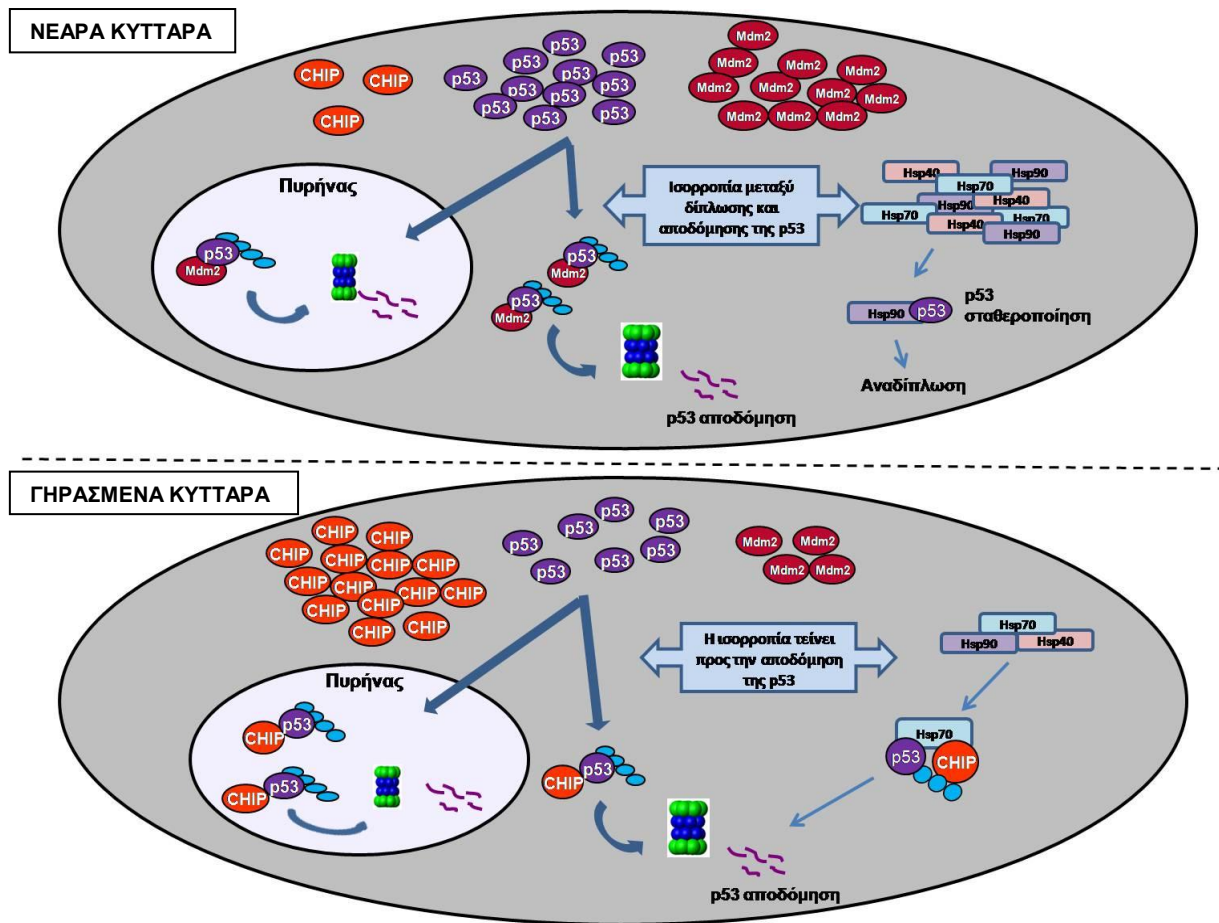 ΝΕΑΡΑ ΚΥΤΤΑΡΑ
CHIP
CHIP
CHIP
p53
p53
p53
p53
p53
p53
p53
p53
p53
p53
p53
p53
Mdm2
Mdm2
Mdm2
Mdm2
Mdm2
Mdm2
Mdm2
Mdm2
Mdm2
Mdm2
Mdm2
Πυρήνας
p53
Mdm2
p53
Mdm2
p53
Mdm2
Ισορροπία μεταξύ
δίπλωσης και
αποδόμησης της p53
Hsp40
Hsp90
Hsp70
Hsp90
Hsp40
Hsp70
Hsp40
Hsp70
Hsp90
Hsp90
p53
p53
σταθεροποίηση
Αναδίπλωση
p53 αποδόμηση
ΓΗΡΑΣΜΕΝΑ ΚΥΤΤΑΡΑ
CHIP
CHIP
CHIP
CHIP
CHIP
CHIP
CHIP
CHIP
CHIP
CHIP
CHIP
CHIP
CHIP
CHIP
p53
p53
p53
p53
p53
p53
p53
p53
Mdm2
Mdm2
Mdm2
Mdm2
Πυρήνας
CHIP
p53
CHIP
p53
CHIP
p53
Η ισορροπία τείνει
προς την αποδόμηση
της p53
Hsp70
Hsp90
Hsp40
Hsp70
p53
CHIP
p53 αποδόμηση